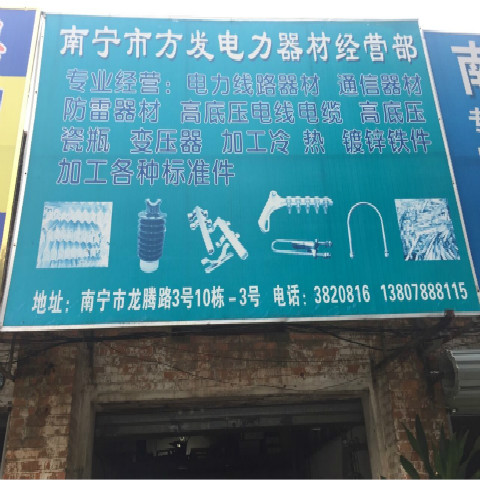 南宁市方发电力器材经营部
专业经营：电力线路器材 通信器材
防雷器材 高底压电线电缆 高底压
瓷瓶 变压器 加工冷 热 镀锌铁件
加工各种标准件
地址：南宁市龙腾路3号10栋-3号 电话：3820816 13807888115
南